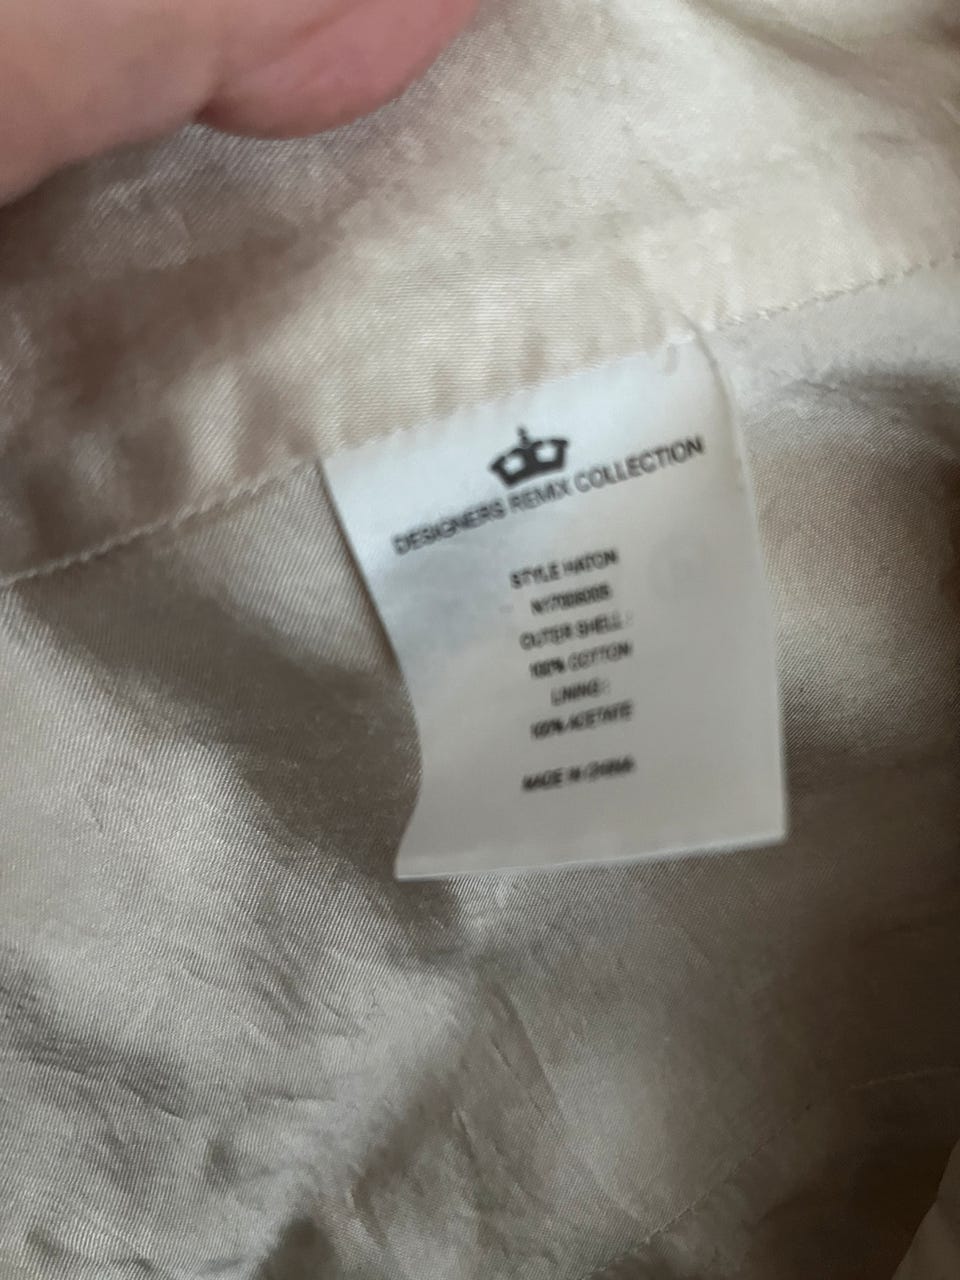 DESIGNERS REMIX COLLECTION
STYLE HATON
OUTER SHELL :
100% COTTON
LINING :
100% ACETATE
MADE IN CHINA